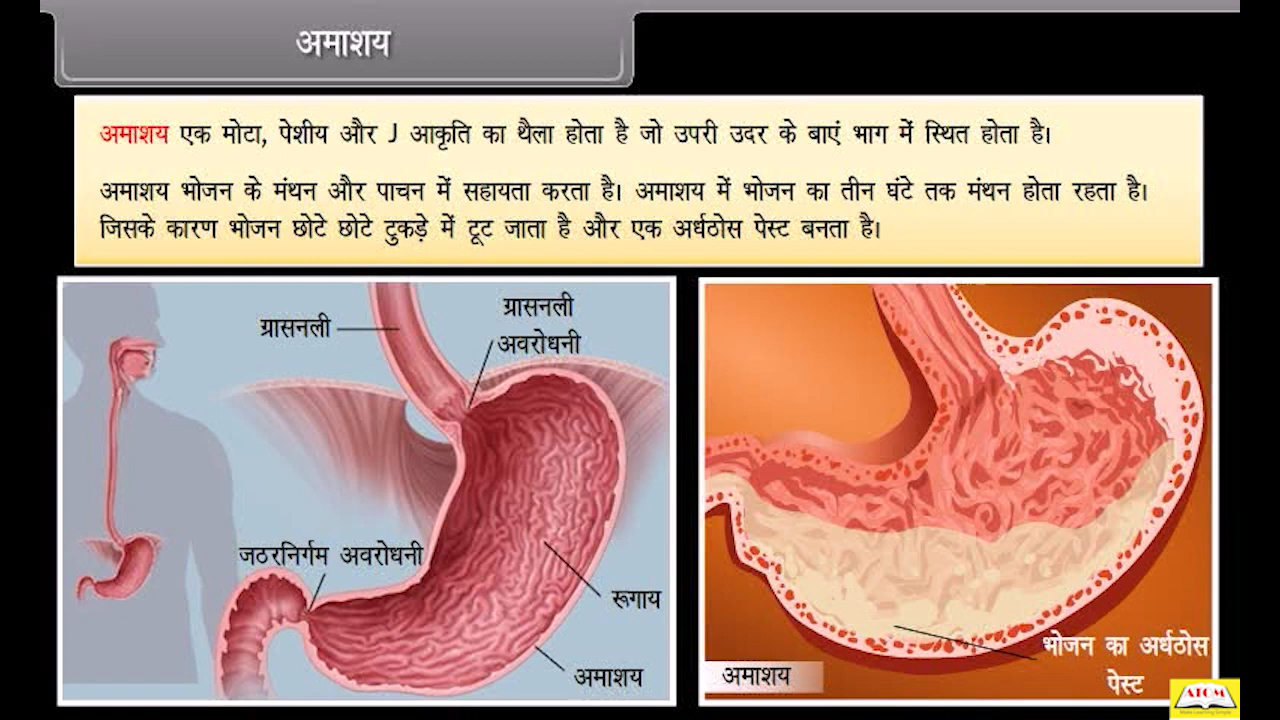 अमाशय
अमाशय एक मोटा, पेशीय और J आकृति का थैला होता है जो उपरी उदर के बाएं भाग में स्थित होता है।
अमाशय भोजन के मंथन और पाचन में सहायता करता है। अमाशय में भोजन का तीन घंटे तक मंथन होता रहता है।
जिसके कारण भोजन छोटे छोटे टुकड़े में टूट जाता है और एक अर्धठोस पेस्ट बनता है।
ग्रासनली
ग्रासनली
अवरोधनी
जठरनिर्गम अवरोधनी
रूगाय
अमाशय
भोजन का अर्धठोस
पेस्ट
अमाशय
ATOM